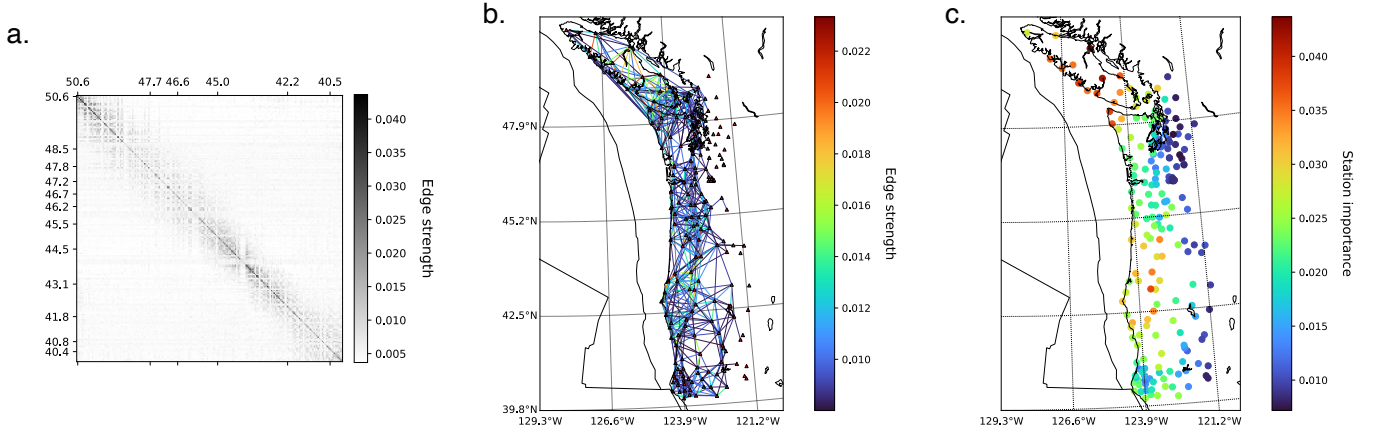 a.
50.6 47.7 46.6 45.0 42.2 40.5
50.6
48.5
47.8
47.2
46.7
46.2
45.5
44.5
43.1
41.8
40.8
40.4
0.040
0.035
0.030
0.025
0.020
0.015
0.010
0.005
Edge strength
b.
47.9°N
45.2°N
42.5°N
39.8°N
129.3°W 126.6°W 123.9°W 121.2°W
0.022
0.020
0.018
0.016
0.014
0.012
0.010
Edge strength
c.
129.3°W 126.6°W 123.9°W 121.2°W
0.040
0.035
0.030
0.025
0.020
0.015
0.010
Station importance